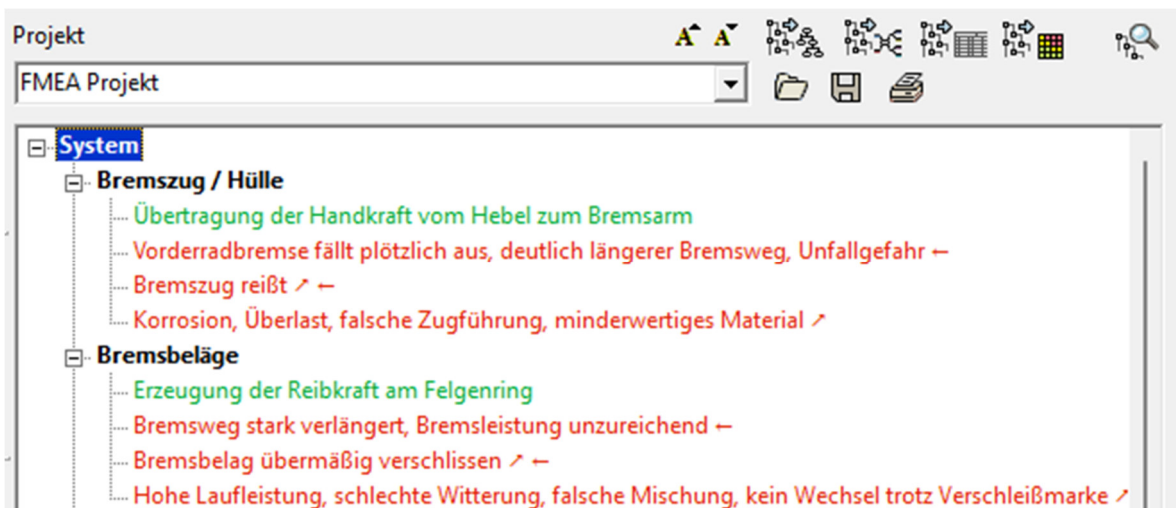 Projekt
FMEA Projekt
System
Bremszug / Hülle
Übertragung der Handkraft vom Hebel zum Bremsarm
Vorderradbremse fällt plötzlich aus, deutlich längerer Bremsweg, Unfallgefahr ←
Bremszug reißt ↗ ←
Korrosion, Überlast, falsche Zugführung, minderwertiges Material ↗
Bremsbeläge
Erzeugung der Reibkraft am Felgenring
Bremsweg stark verlängert, Bremsleistung unzureichend ←
Bremsbelag übermäßig verschlissen ↗ ←
Hohe Laufleistung, schlechte Witterung, falsche Mischung, kein Wechsel trotz Verschleißmarke ↗